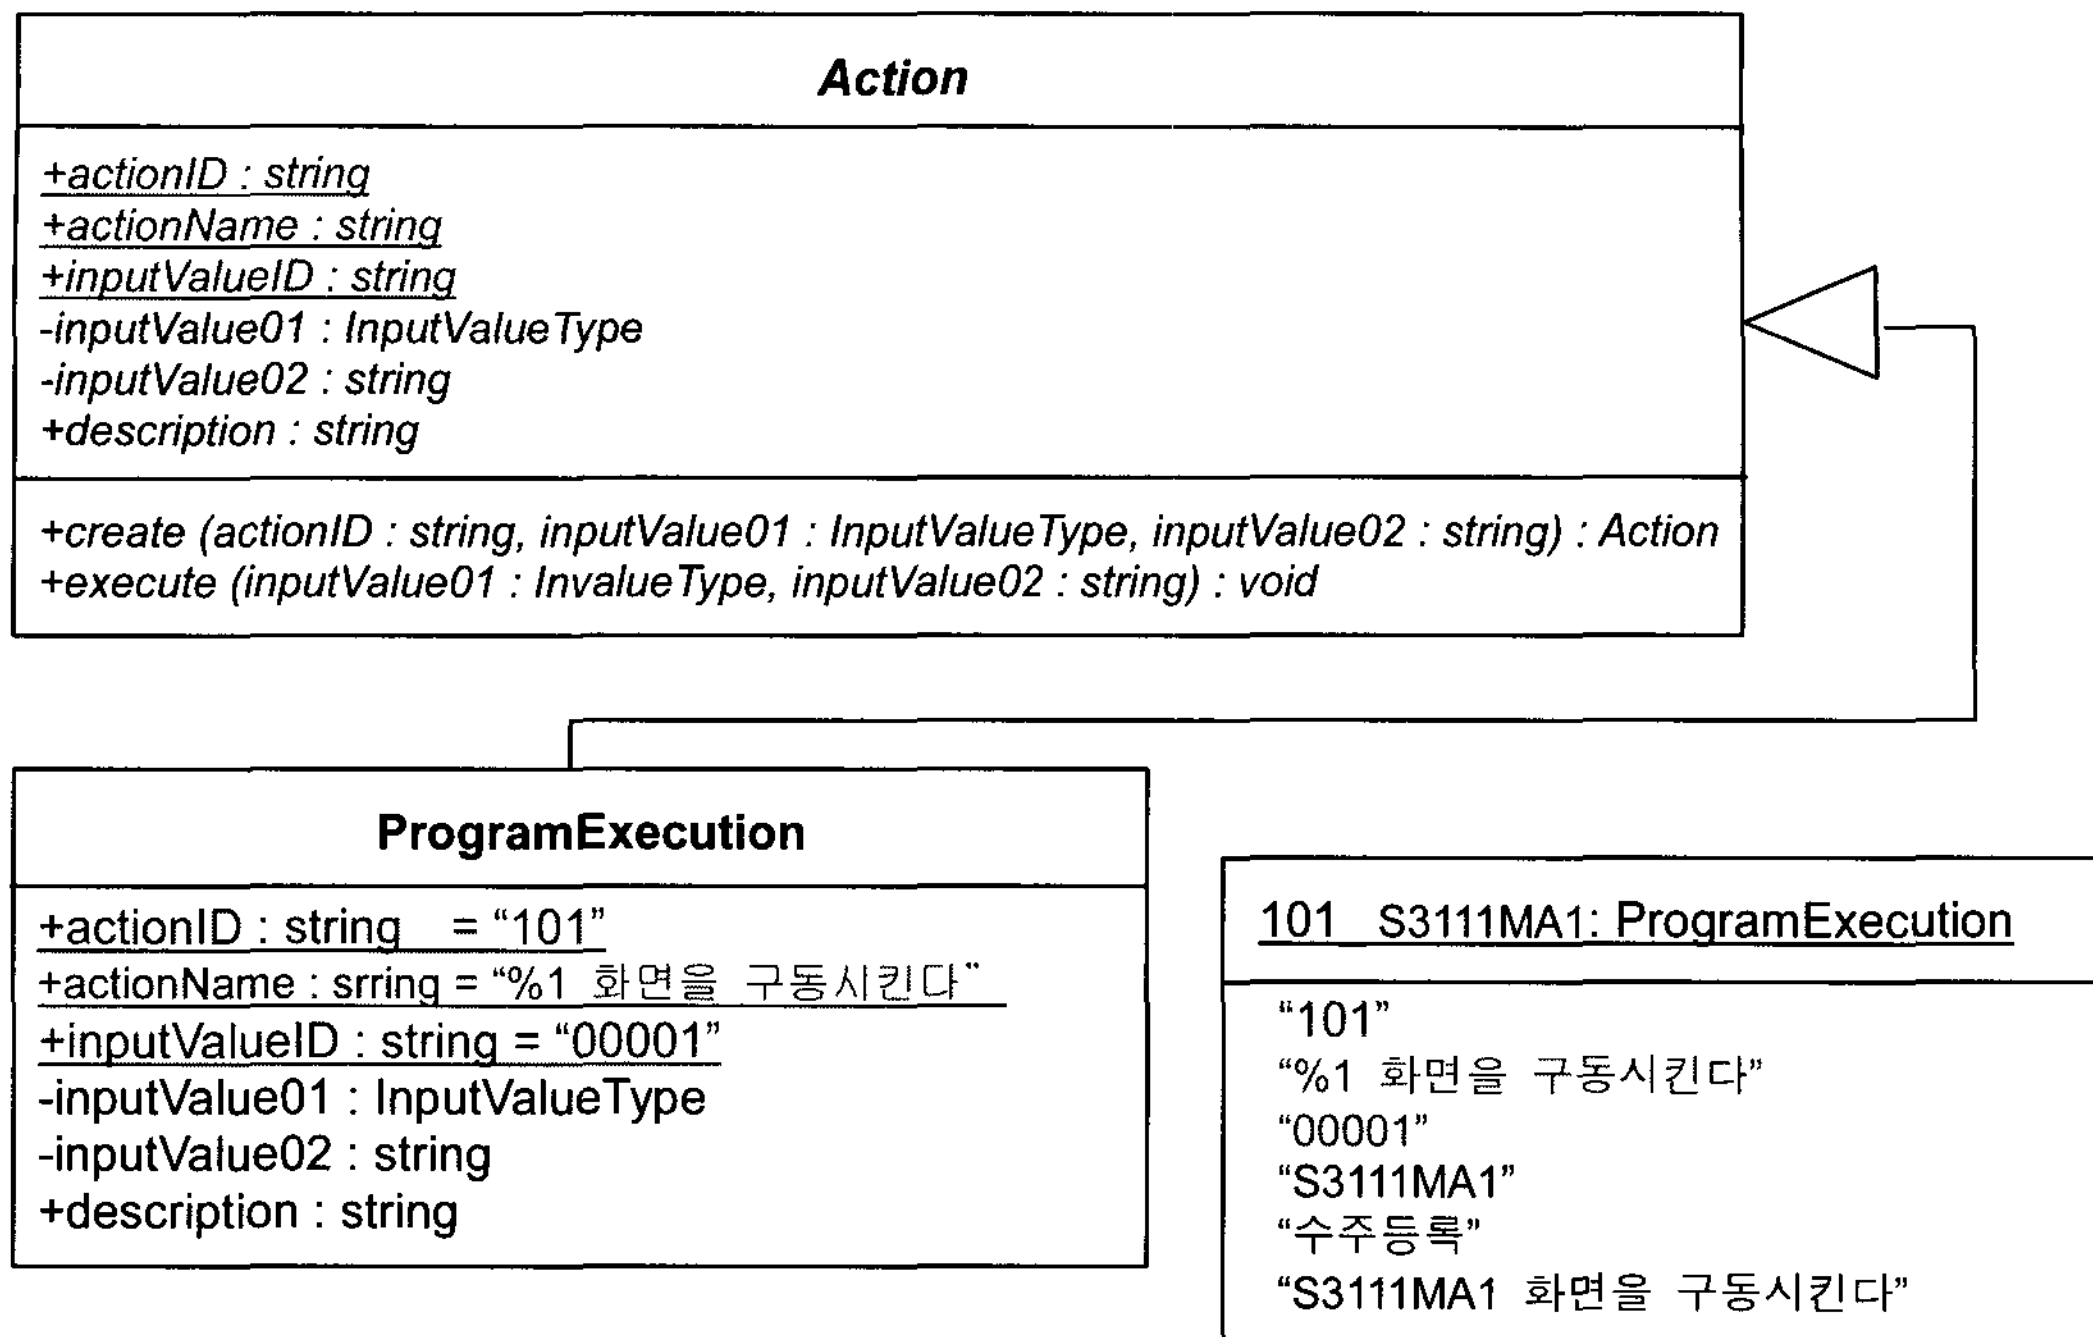 Action
+actionID : string
+actionName : string
+inputValueID : string
-inputValue01 : InputValueType
-inputValue02 : string
+description : string
+create (actionID : string, inputValue01 : InputValueType, inputValue02 : string) : Action
+execute (inputValue01 : InvalueType, inputValue02 : string) : void
ProgramExecution
+actionID : string = “101”
+actionName : srring = “%1 화면을 구동시킨다”
+inputValueID : string = “00001”
-inputValue01 : InputValueType
-inputValue02 : string
+description : string
101 S3111MA1: ProgramExecution
“101”
“%1 화면을 구동시킨다”
“00001”
“S3111MA1”
“수주등록”
“S3111MA1 화면을 구동시킨다”